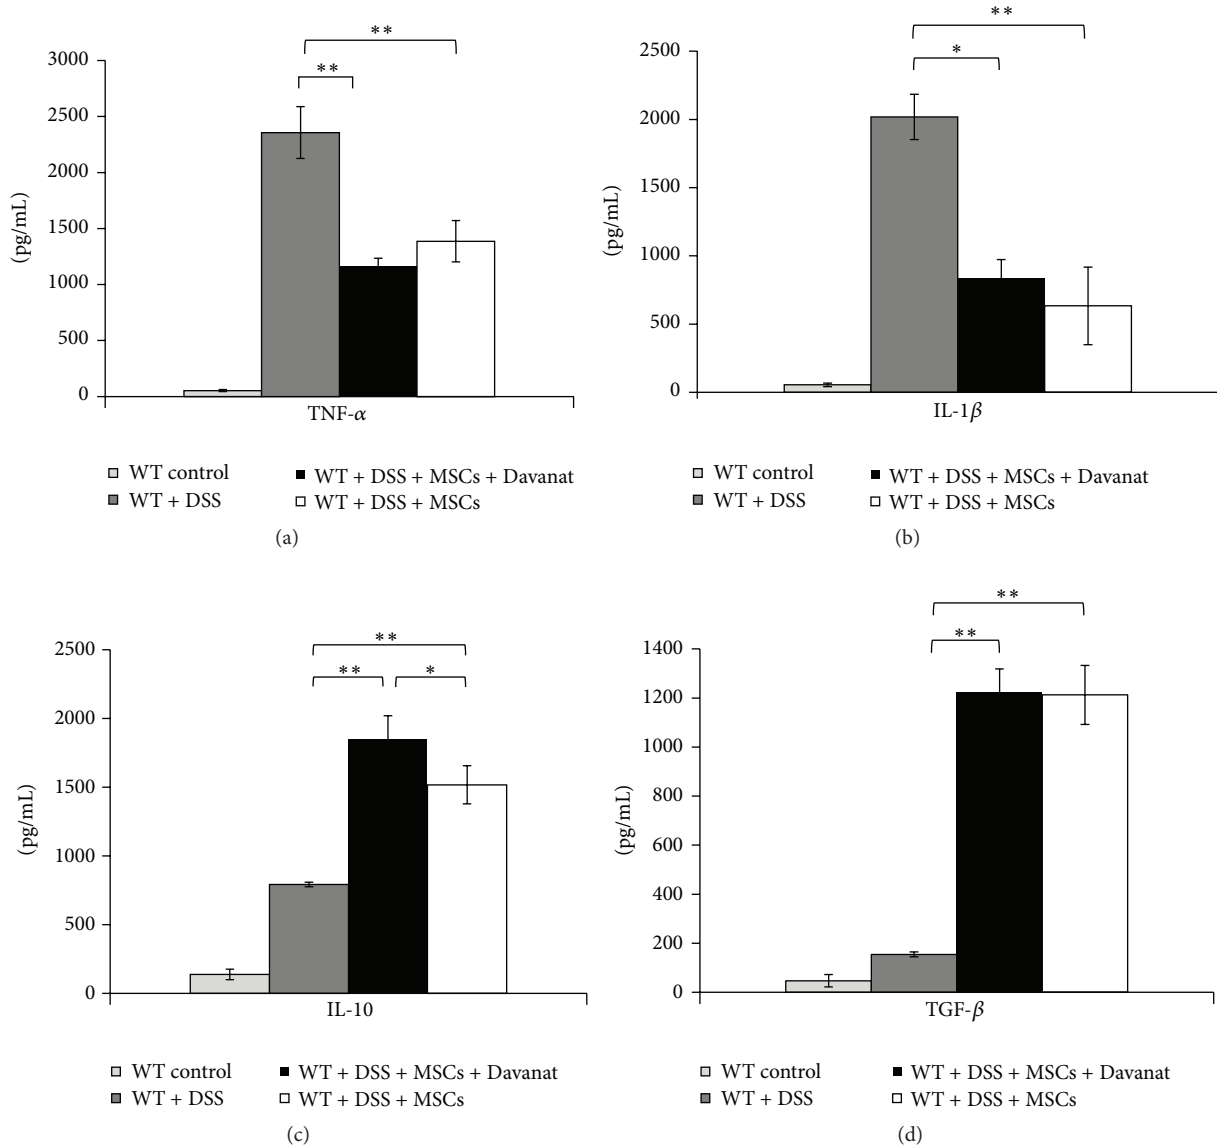 **
**
3000
2500
2000
1500
1000
500
0
(pg/mL)
TNF-α
WT control
WT + DSS + MSCs + Davanat
WT + DSS
WT + DSS + MSCs
(a)
**
*
2500
2000
1500
1000
500
0
(pg/mL)
IL-1β
WT control
WT + DSS + MSCs + Davanat
WT + DSS
WT + DSS + MSCs
(b)
**
**
*
2500
2000
1500
1000
500
0
(pg/mL)
IL-10
WT control
WT + DSS + MSCs + Davanat
WT + DSS
WT + DSS + MSCs
(c)
**
**
1400
1200
1000
800
600
400
200
0
(pg/mL)
TGF-β
WT control
WT + DSS + MSCs + Davanat
WT + DSS
WT + DSS + MSCs
(d)